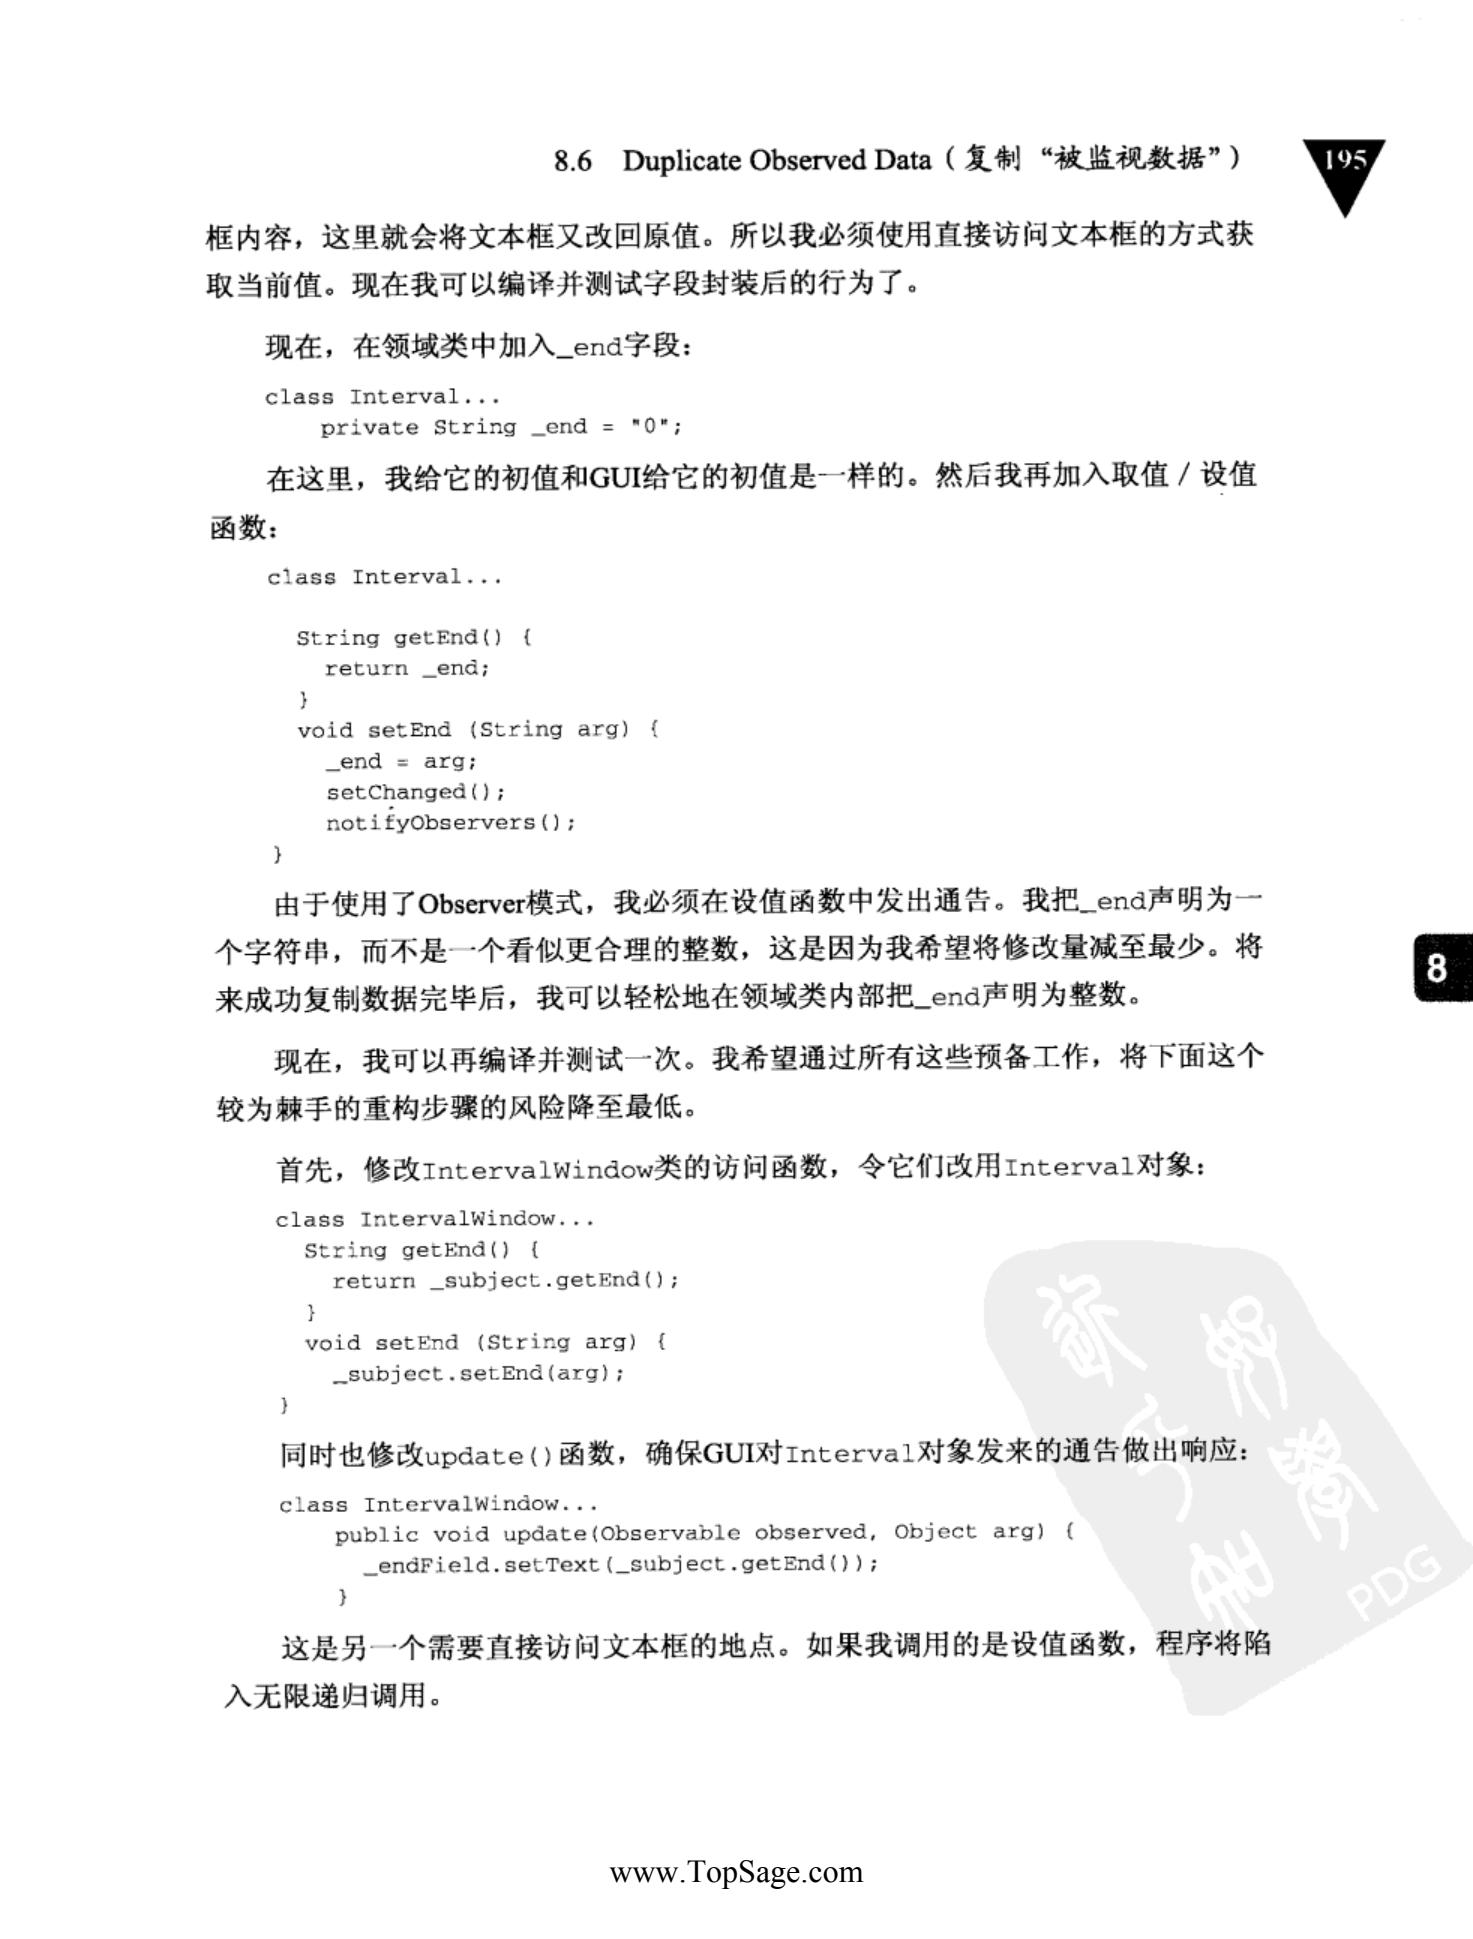 8.6 Duplicate Observed Data（复制“被监视数据”）
195
框内容，这里就会将文本框又改回原值。所以我必须使用直接访问文本框的方式获
取当前值。现在我可以编译并测试字段封装后的行为了。
现在，在领域类中加入_end字段：
class Interval...
private String _end = "0";
在这里，我给它的初值和GUI给它的初值是一样的。然后我再加入取值/设值
函数：
class Interval...
String getEnd() {
return _end;
}
void setEnd (String arg) {
_end = arg;
setChanged();
notifyObservers();
}
由于使用了Observer模式，我必须在设值函数中发出通告。我把_end声明为一
个字符串，而不是一个看似更合理的整数，这是因为我希望将修改量减至最少。将
来成功复制数据完毕后，我可以轻松地在领域类内部把_end声明为整数。
8
现在，我可以再编译并测试一次。我希望通过所有这些预备工作，将下面这个
较为棘手的重构步骤的风险降至最低。
首先，修改IntervalWindow类的访问函数，令它们改用Interval对象：
class IntervalWindow...
String getEnd() {
return _subject.getEnd();
}
void setEnd (String arg) {
_subject.setEnd(arg);
}
同时也修改update()函数，确保GUI对Interval对象发来的通告做出响应：
class IntervalWindow...
public void update(Observable observed, Object arg) {
_endField.setText(_subject.getEnd());
}
PDG
这是另一个需要直接访问文本框的地点。如果我调用的是设值函数，程序将陷
入无限递归调用。
www.TopSage.com